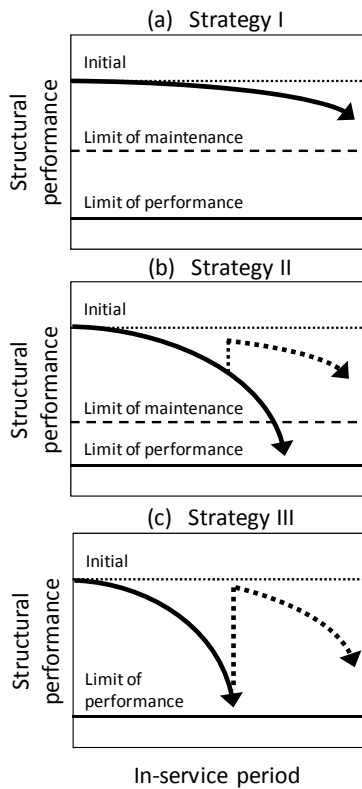 (a) Strategy I
Initial
Limit of maintenance
Limit of performance
Structural
performance
(b) Strategy II
Initial
Limit of maintenance
Limit of performance
Structural
performance
(c) Strategy III
Initial
Limit of
performance
Structural
performance
In-service period